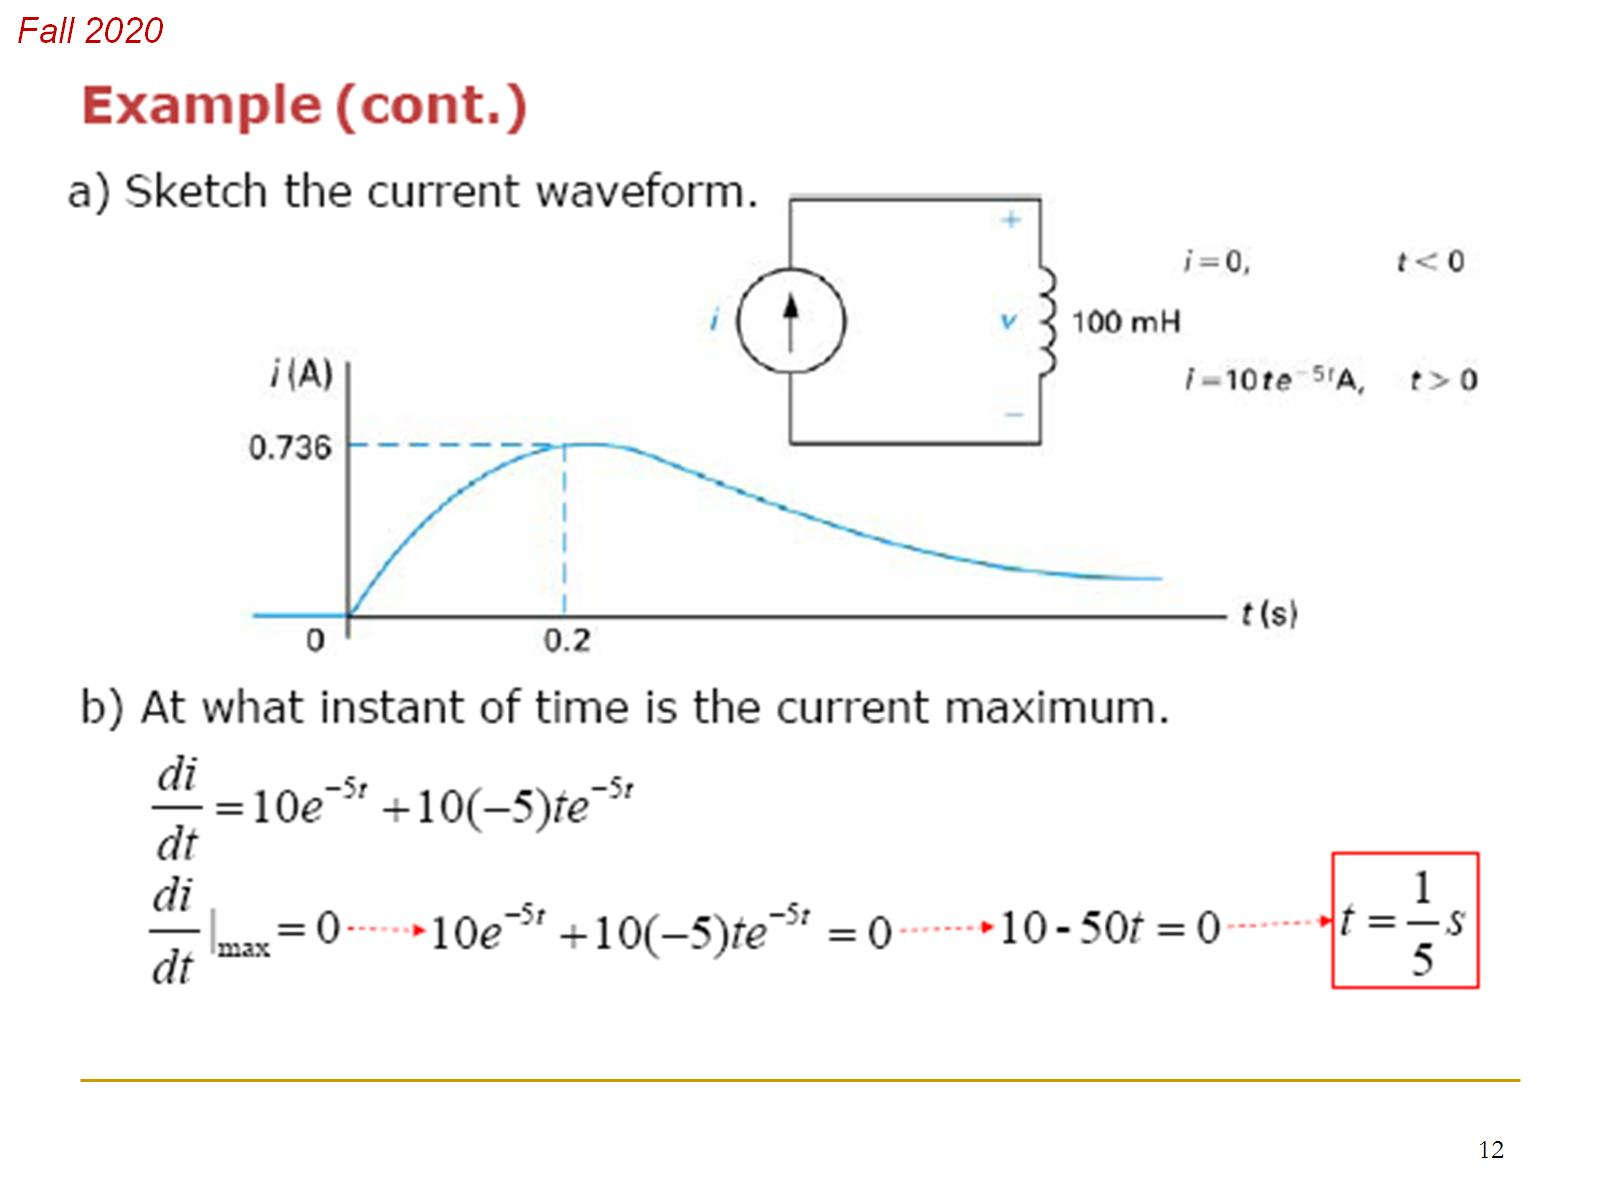 Fall 2020
Example (cont.)
a) Sketch the current waveform.
+
i = 0, t < 0
i v 100 mH
i = 10te⁻⁵ᵗA, t > 0
−
i (A)
0.736
t (s)
0 0.2
b) At what instant of time is the current maximum.
di/dt = 10e⁻⁵ᵗ + 10(−5)te⁻⁵ᵗ
di/dt |max = 0 → 10e⁻⁵ᵗ + 10(−5)te⁻⁵ᵗ = 0 → 10 - 50t = 0 → t = 1/5 s
12